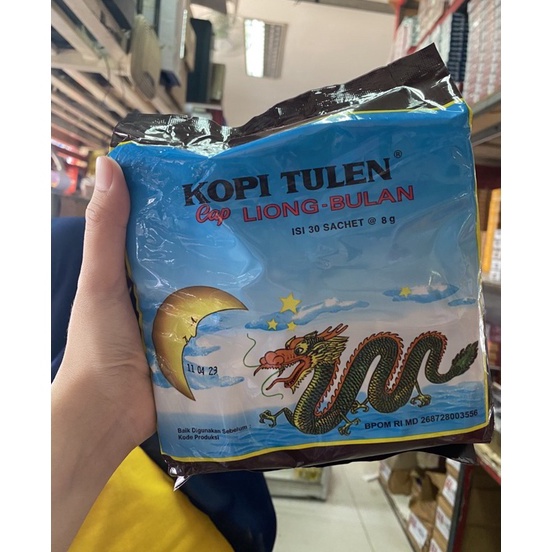 KOPI TULEN®
Cap LIONG-BULAN
ISI 30 SACHET @ 8 g
11 04 23
Baik Digunakan Sebelum
Kode Produksi
BPOM RI MD 268728003556